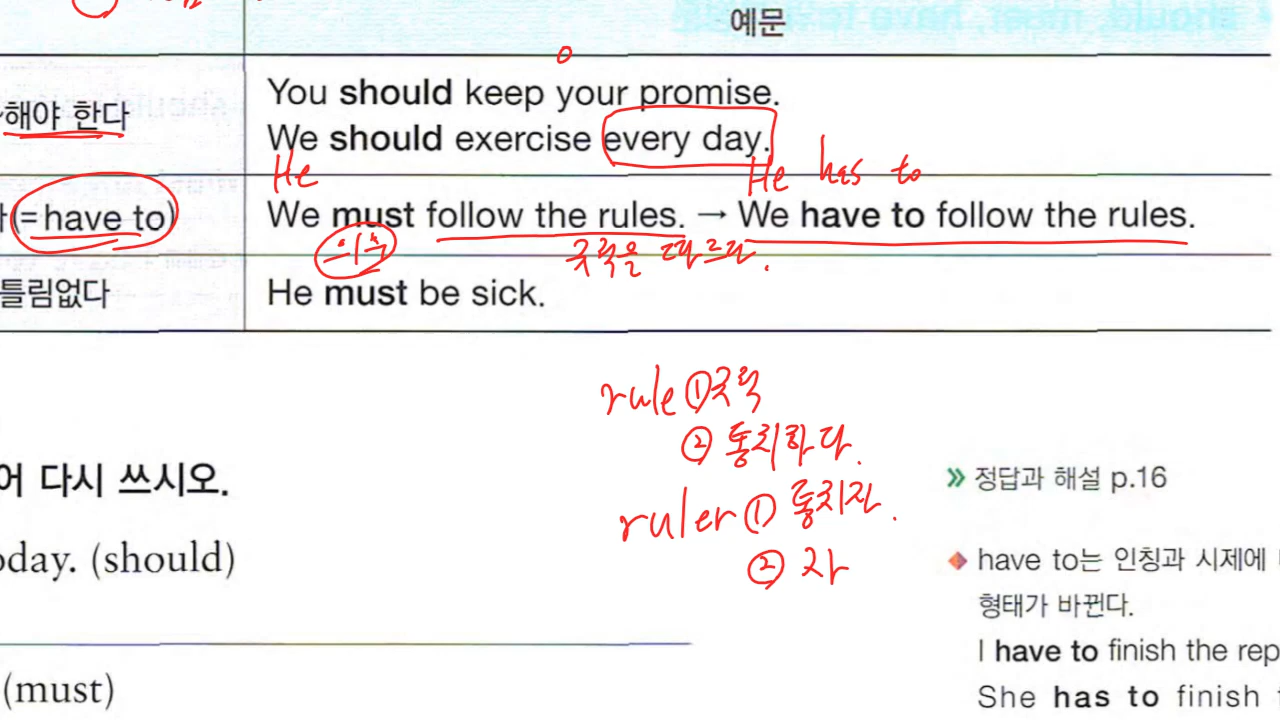 예문
~해야 한다
You should keep your promise.
We should exercise every day.
He
He has to
(= have to)
We must follow the rules. → We have to follow the rules.
의무
규칙을 따르다.
틀림없다
He must be sick.
rule ①규칙
② 통치하다.
어 다시 쓰시오.
정답과 해설 p.16
ruler ① 통치자.
oday. (should)
② 자
have to는 인칭과 시제에
형태가 바뀐다.
I have to finish the rep
(must)
She has to finish